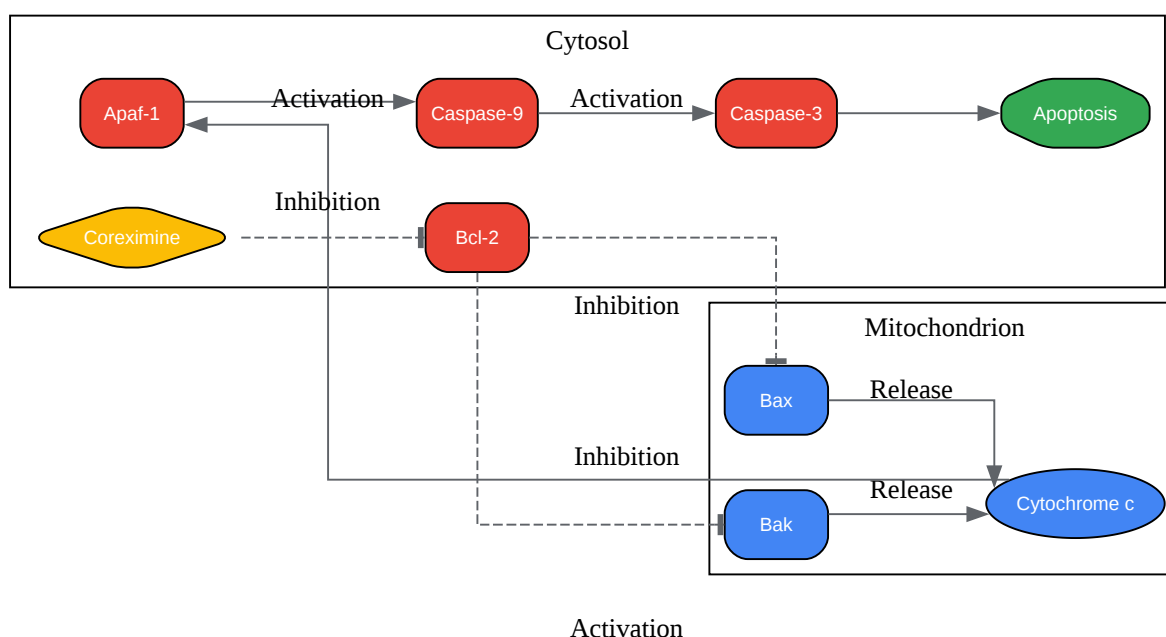 Cytosol
Apaf-1
Activation
Caspase-9
Activation
Caspase-3
Apoptosis
Coreximine
Inhibition
Bcl-2
Inhibition
Mitochondrion
Bax
Release
Inhibition
Bak
Release
Cytochrome c
Activation